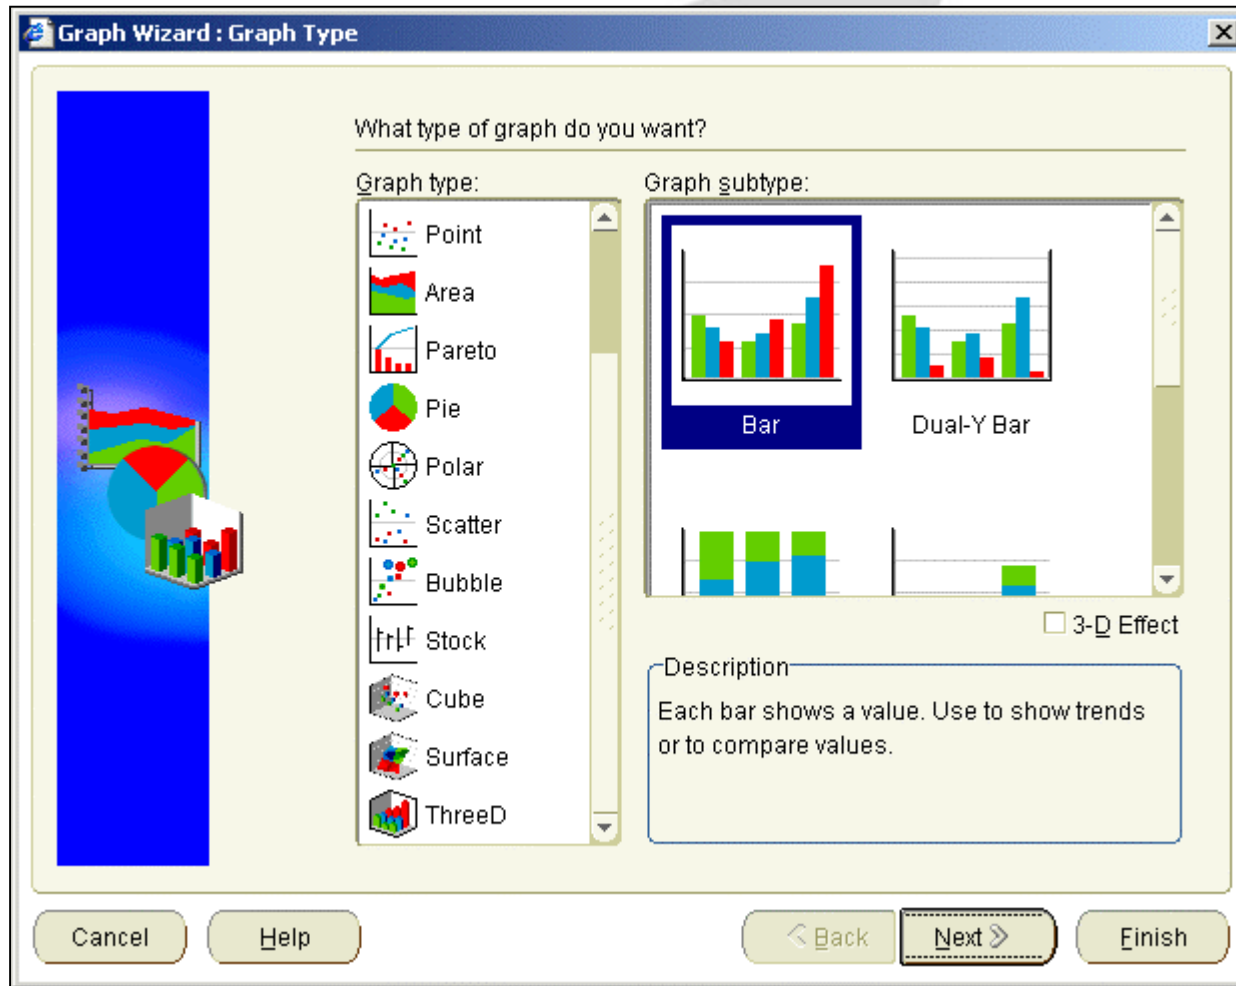 Graph Wizard : Graph Type
What type of graph do you want?
Graph type:
Point
Area
Pareto
Pie
Polar
Scatter
Bubble
Stock
Cube
Surface
ThreeD
Graph subtype:
Bar
Dual-Y Bar
3-D Effect
Description
Each bar shows a value. Use to show trends
or to compare values.
Cancel
Help
Back
Next
Finish